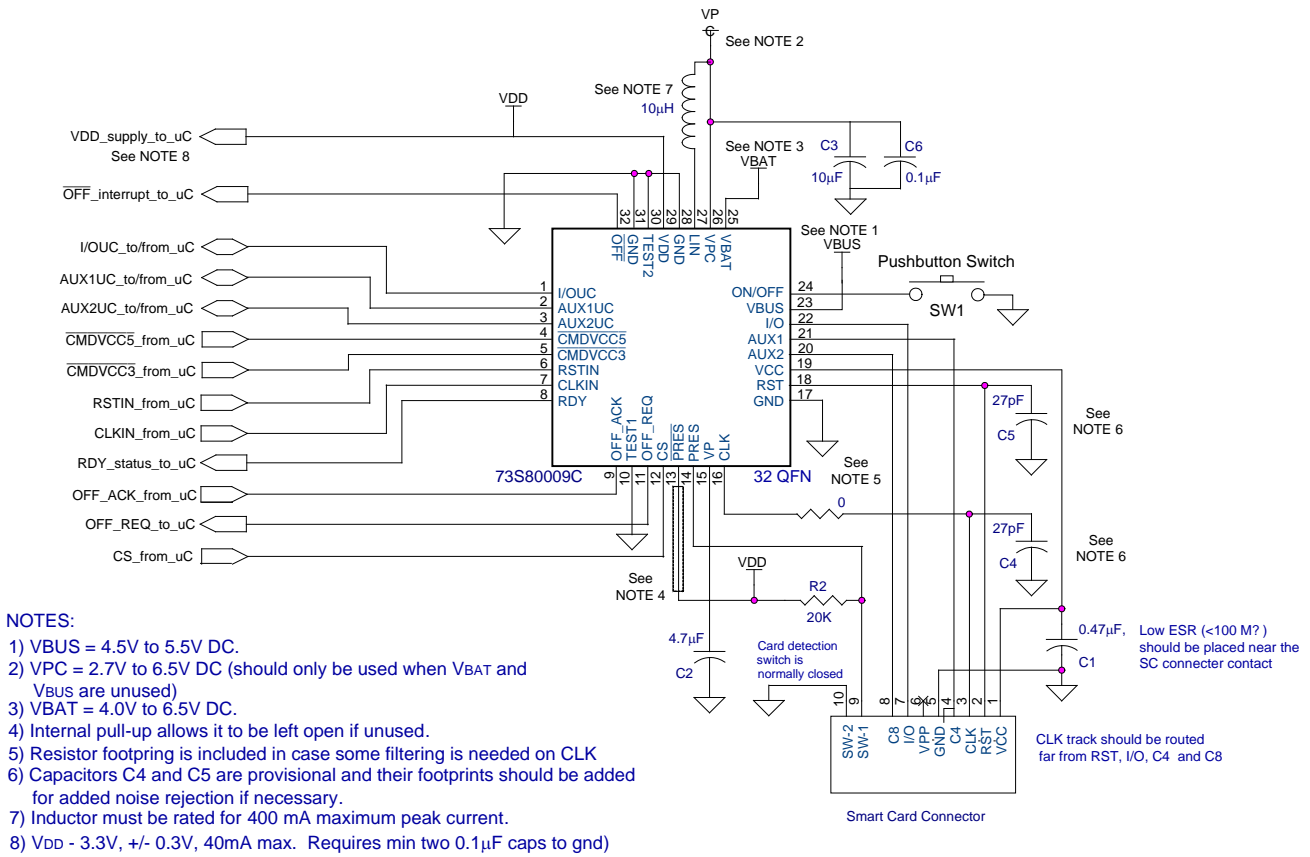 VP
See NOTE 2
See NOTE 7
10µH
VDD
VDD_supply_to_uC
See NOTE 8
See NOTE 3
VBAT
C3
10µF
C6
0.1µF
OFF_interrupt_to_uC
32 31 30 29 28 27 26 25
OFF GND TEST2 VDD GND LIN VPC VBAT
See NOTE 1
VBUS
Pushbutton Switch
SW1
I/OUC_to/from_uC
AUX1UC_to/from_uC
AUX2UC_to/from_uC
CMDVCC5_from_uC
CMDVCC3_from_uC
RSTIN_from_uC
CLKIN_from_uC
RDY_status_to_uC
OFF_ACK_from_uC
OFF_REQ_to_uC
CS_from_uC
1 I/OUC
2 AUX1UC
3 AUX2UC
4 CMDVCC5
5 CMDVCC3
6 RSTIN
7 CLKIN
8 RDY
ON/OFF 24
VBUS 23
I/O 22
AUX1 21
AUX2 20
VCC 19
RST 18
GND 17
OFF_ACK TEST1 OFF_REQ CS PRES PRES VP CLK
9 10 11 12 13 14 15 16
73S80009C
32 QFN
27pF
C5
See
NOTE 6
See
NOTE 5
0
27pF
C4
See
NOTE 6
See
NOTE 4
VDD
R2
20K
4.7µF
C2
Card detection
switch is
normally closed
0.47µF,
C1
Low ESR (<100 M? )
should be placed near the
SC connecter contact
10 9 8 7 6 5 4 3 2 1
SW-2 SW-1 C8 I/O VPP GND C4 CLK RST VCC
CLK track should be routed
far from RST, I/O, C4 and C8
Smart Card Connector
NOTES:
1) VBUS = 4.5V to 5.5V DC.
2) VPC = 2.7V to 6.5V DC (should only be used when VBAT and
VBUS are unused)
3) VBAT = 4.0V to 6.5V DC.
4) Internal pull-up allows it to be left open if unused.
5) Resistor footpring is included in case some filtering is needed on CLK
6) Capacitors C4 and C5 are provisional and their footprints should be added
for added noise rejection if necessary.
7) Inductor must be rated for 400 mA maximum peak current.
8) VDD - 3.3V, +/- 0.3V, 40mA max. Requires min two 0.1µF caps to gnd)